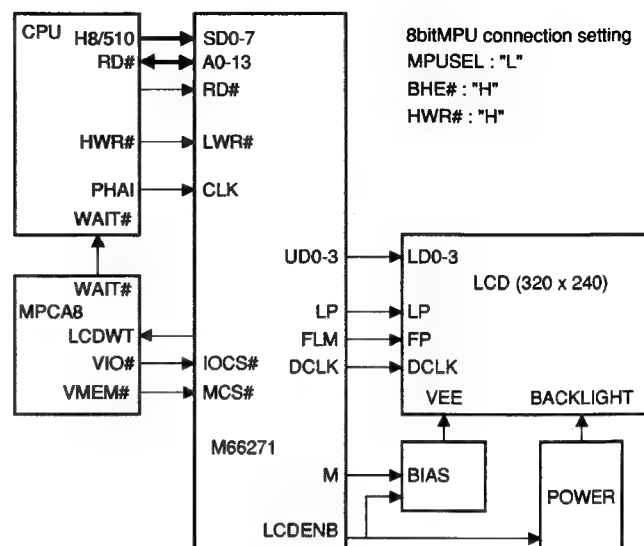 CPU
H8/510
RD#
HWR#
PHAI
WAIT#
WAIT#
MPCA8
LCDWT
VIO#
VMEM#
SD0-7
A0-13
RD#
LWR#
CLK
IOCS#
MCS#
M66271
UD0-3
LP
FLM
DCLK
M
LCDENB
8bitMPU connection setting
MPUSEL : "L"
BHE# : "H"
HWR# : "H"
LD0-3
LCD (320 x 240)
LP
FP
DCLK
VEE
BACKLIGHT
BIAS
POWER